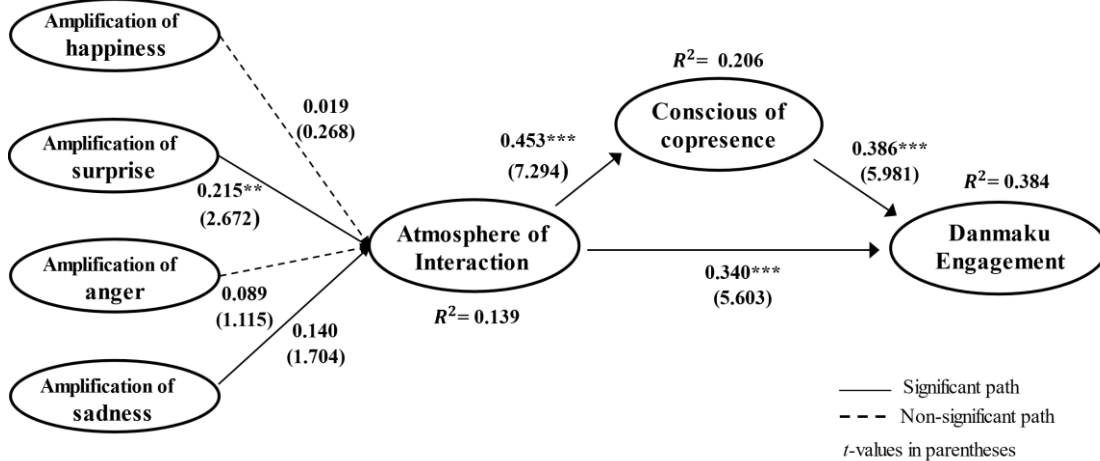 Amplification of
happiness
Amplification of
surprise
Amplification of
anger
Amplification of
sadness
0.019
(0.268)
0.215**
(2.672)
0.089
(1.115)
0.140
(1.704)
Atmosphere of
Interaction
R²= 0.139
0.453***
(7.294)
R²= 0.206
Conscious of
copresence
0.386***
(5.981)
0.340***
(5.603)
R²= 0.384
Danmaku
Engagement
Significant path
Non-significant path
t-values in parentheses